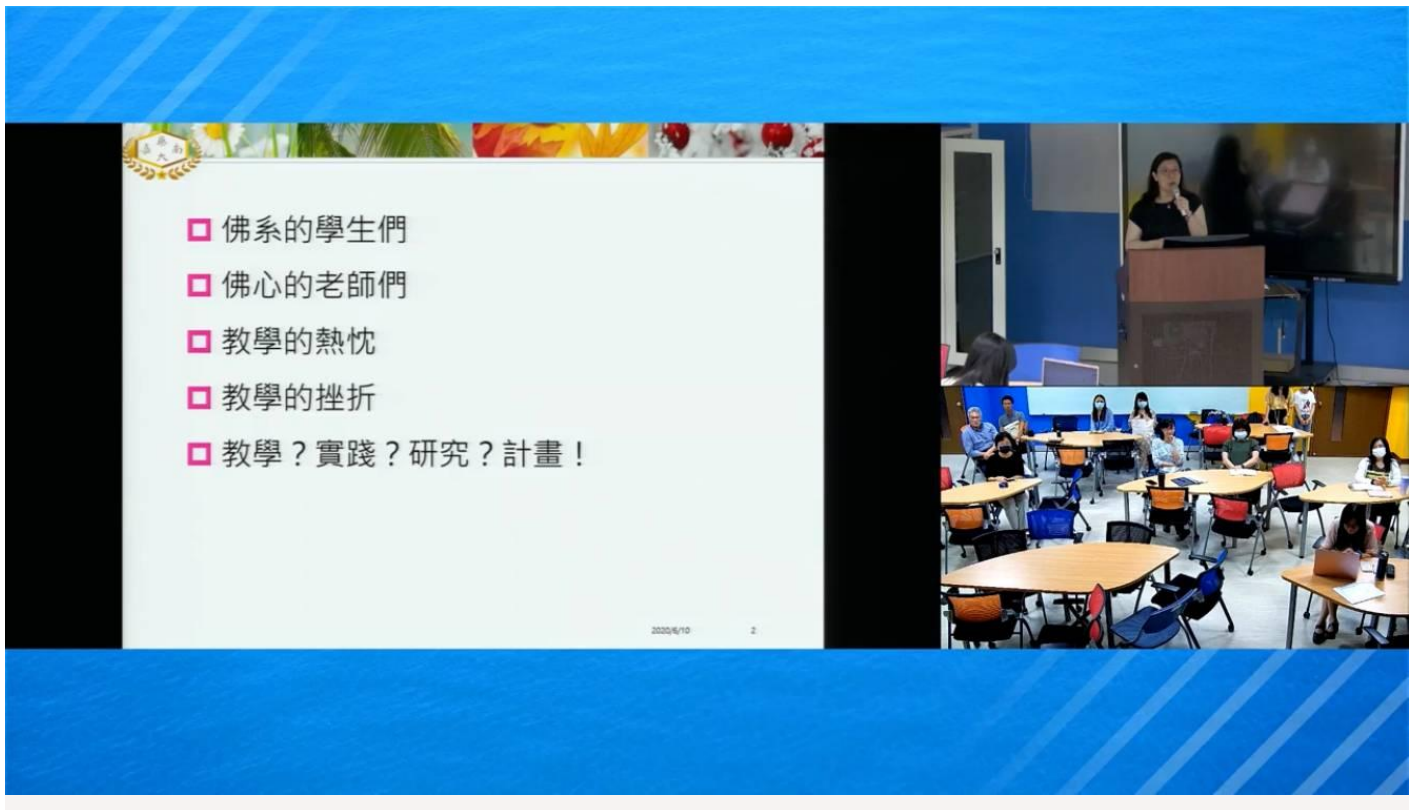 佛系的學生們
佛心的老師們
教學的熱忱
教學的挫折
教學？實踐？研究？計畫！
2020/6/10 2